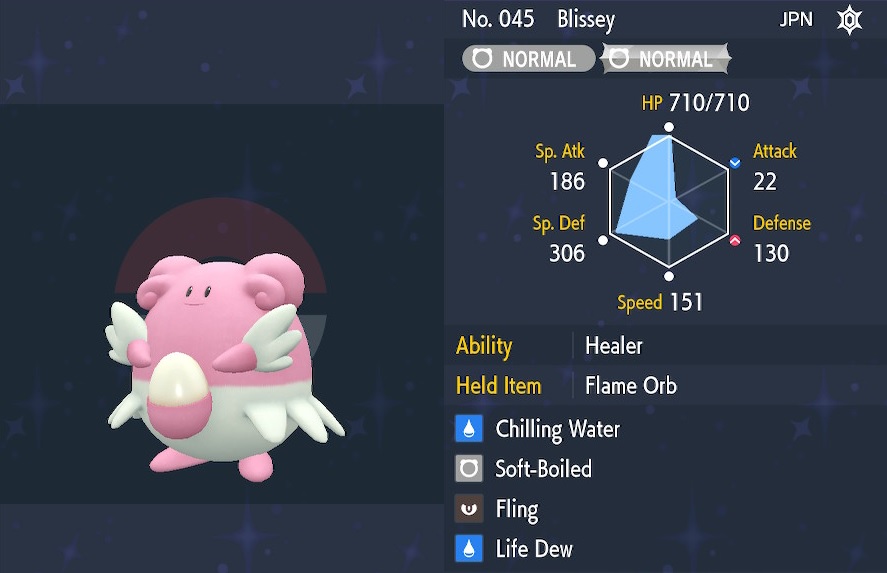 No. 045 Blissey JPN
NORMAL NORMAL
HP 710/710
Sp. Atk
186
Attack
22
Sp. Def
306
Defense
130
Speed 151
Ability Healer
Held Item Flame Orb
Chilling Water
Soft-Boiled
Fling
Life Dew